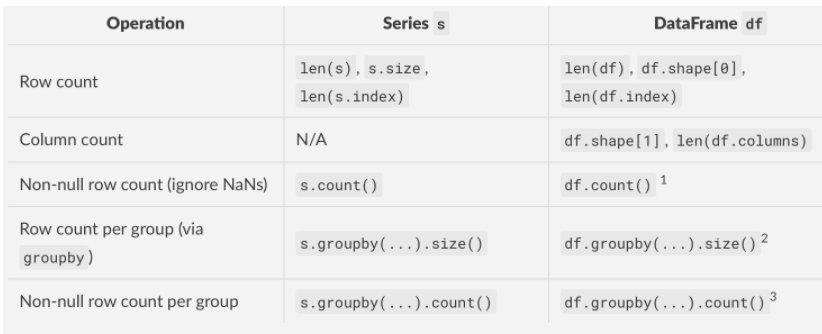 Operation Series s DataFrame df
Row count len(s), s.size, len(df), df.shape[0],
len(s.index) len(df.index)
Column count N/A df.shape[1], len(df.columns)
Non-null row count (ignore NaNs) s.count() df.count() 1
Row count per group (via
groupby) s.groupby(...).size() df.groupby(...).size() 2
Non-null row count per group s.groupby(...).count() df.groupby(...).count() 3